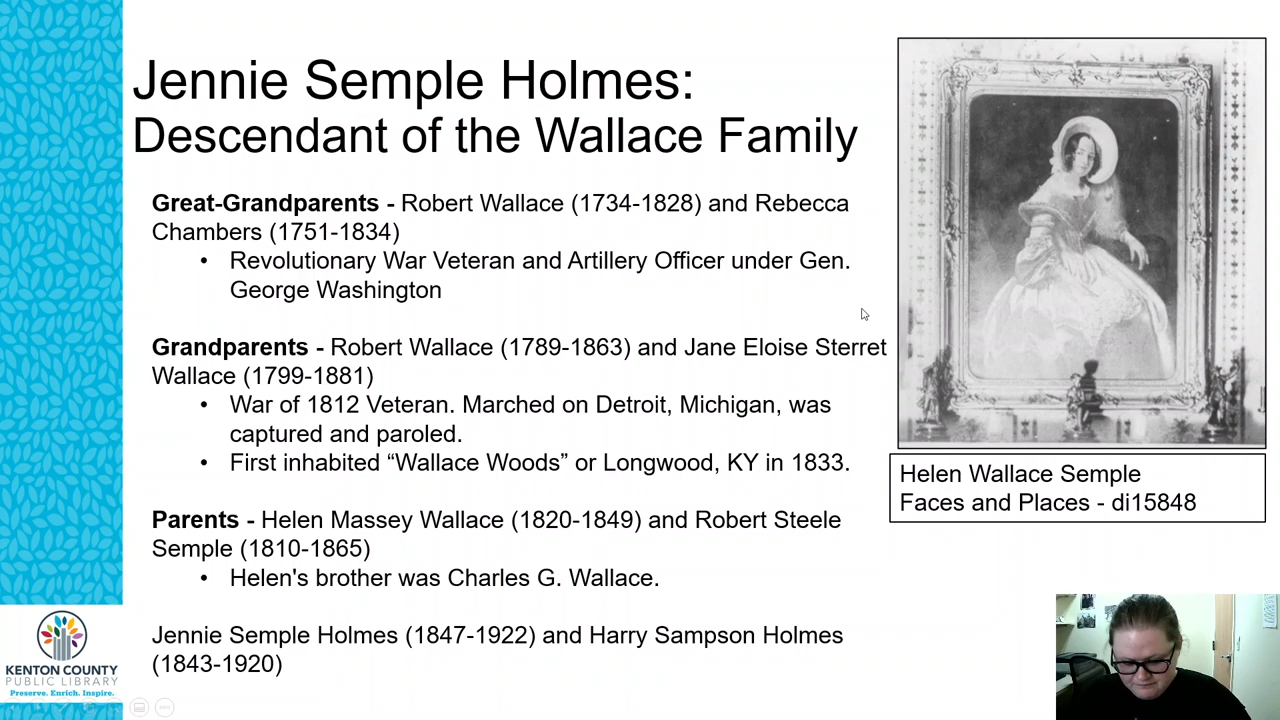 Jennie Semple Holmes:
Descendant of the Wallace Family
Great-Grandparents - Robert Wallace (1734-1828) and Rebecca
Chambers (1751-1834)
• Revolutionary War Veteran and Artillery Officer under Gen.
George Washington
Grandparents - Robert Wallace (1789-1863) and Jane Eloise Sterret
Wallace (1799-1881)
• War of 1812 Veteran. Marched on Detroit, Michigan, was
captured and paroled.
• First inhabited “Wallace Woods” or Longwood, KY in 1833.
Parents - Helen Massey Wallace (1820-1849) and Robert Steele
Semple (1810-1865)
• Helen's brother was Charles G. Wallace.
Jennie Semple Holmes (1847-1922) and Harry Sampson Holmes
(1843-1920)
Helen Wallace Semple
Faces and Places - di15848
KENTON COUNTY
PUBLIC LIBRARY
Preserve. Enrich. Inspire.